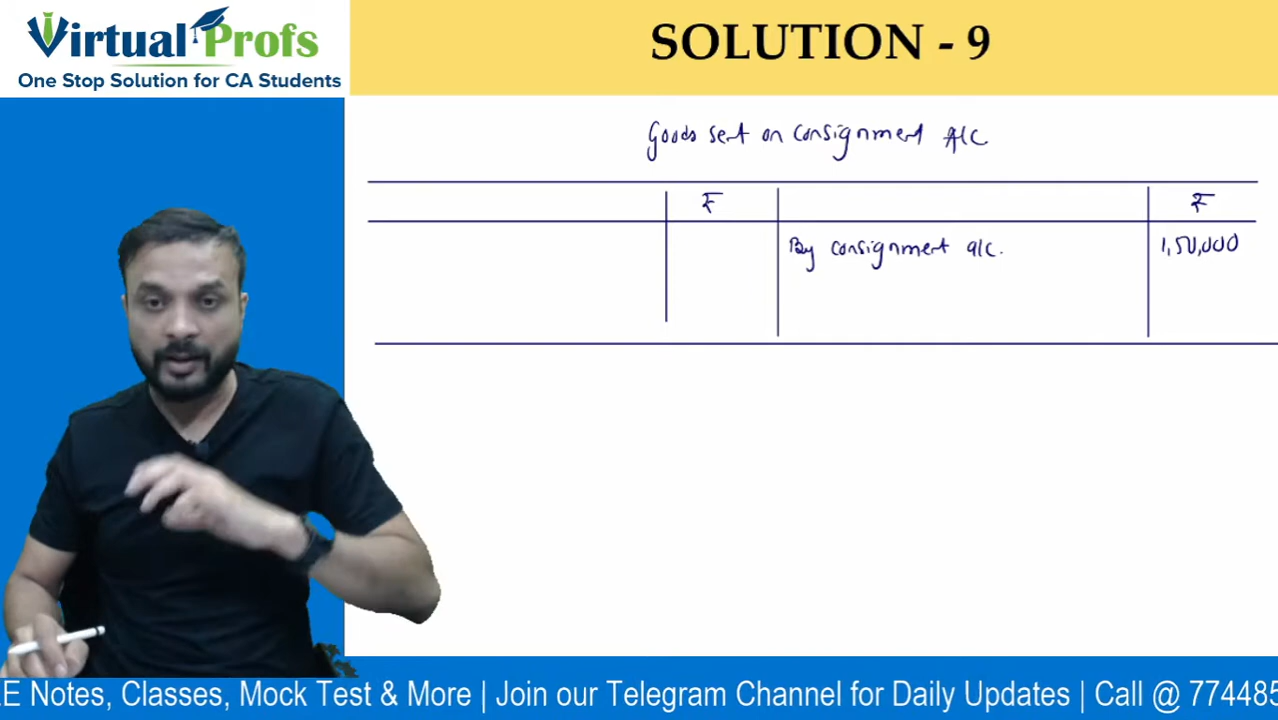 Virtual Profs
One Stop Solution for CA Students
SOLUTION - 9
Goods sent on consignment A/C
₹ ₹
By consignment a/c. 1,50,000
E Notes, Classes, Mock Test & More | Join our Telegram Channel for Daily Updates | Call @ 774485